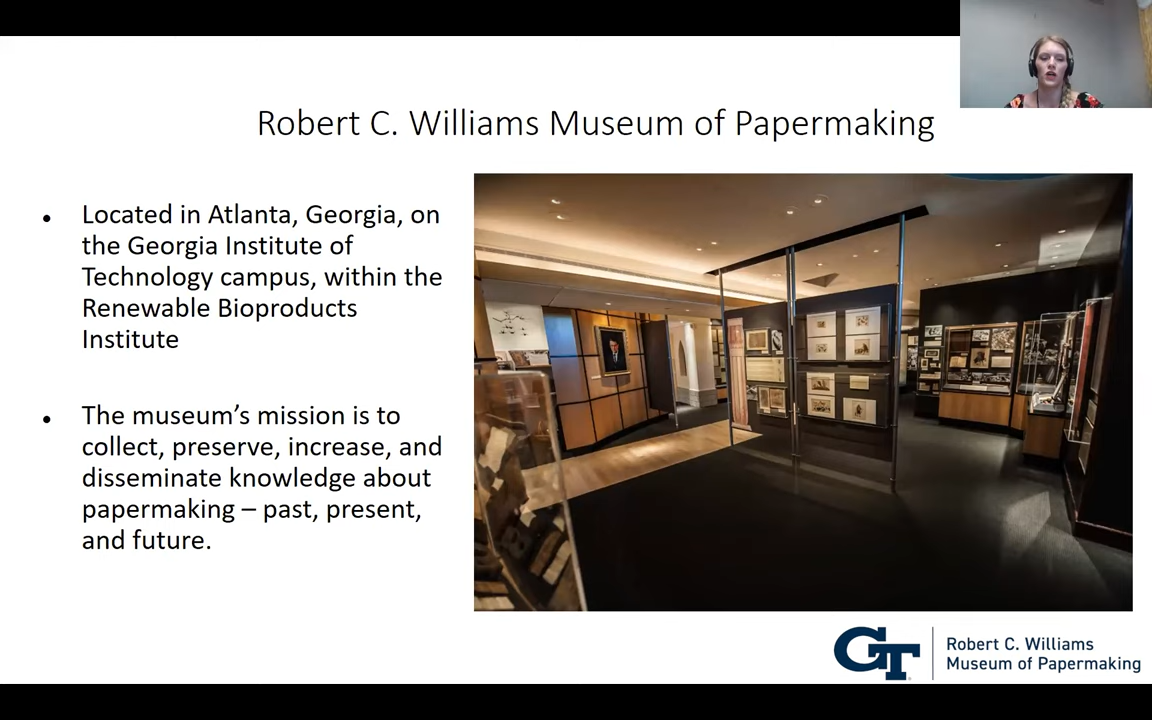 Robert C. Williams Museum of Papermaking
• Located in Atlanta, Georgia, on
the Georgia Institute of
Technology campus, within the
Renewable Bioproducts
Institute
• The museum’s mission is to
collect, preserve, increase, and
disseminate knowledge about
papermaking – past, present,
and future.
GT
Robert C. Williams
Museum of Papermaking